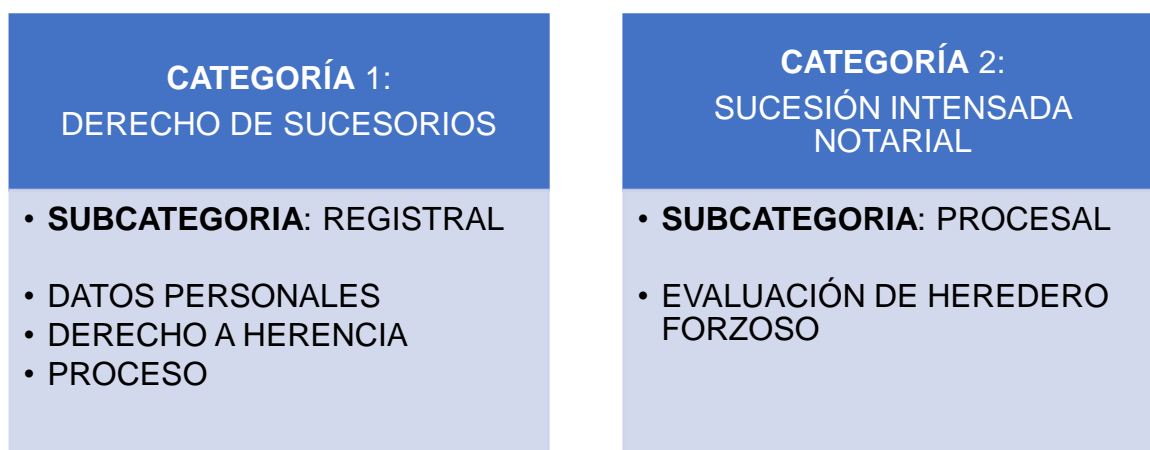 CATEGORÍA 1:
DERECHO DE SUCESORIOS
• SUBCATEGORIA: REGISTRAL
• DATOS PERSONALES
• DERECHO A HERENCIA
• PROCESO
CATEGORÍA 2:
SUCESIÓN INTENSADA
NOTARIAL
• SUBCATEGORIA: PROCESAL
• EVALUACIÓN DE HEREDERO
FORZOSO